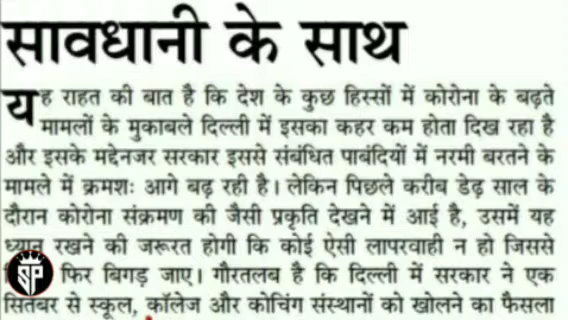 सावधानी के साथ
यह राहत की बात है कि देश के कुछ हिस्सों में कोरोना के बढ़ते
मामलों के मुकाबले दिल्ली में इसका कहर कम होता दिख रहा है
और इसके मद्देनजर सरकार इससे संबंधित पाबंदियों में नरमी बरतने के
मामले में क्रमशः आगे बढ़ रही है। लेकिन पिछले करीब डेढ़ साल के
दौरान कोरोना संक्रमण की जैसी प्रकृति देखने में आई है, उसमें यह
ध्यान रखने की जरूरत होगी कि कोई ऐसी लापरवाही न हो जिससे
SP फिर बिगड़ जाए। गौरतलब है कि दिल्ली में सरकार ने एक
सितंबर से स्कूल, कॉलेज और कोचिंग संस्थानों को खोलने का फैसला